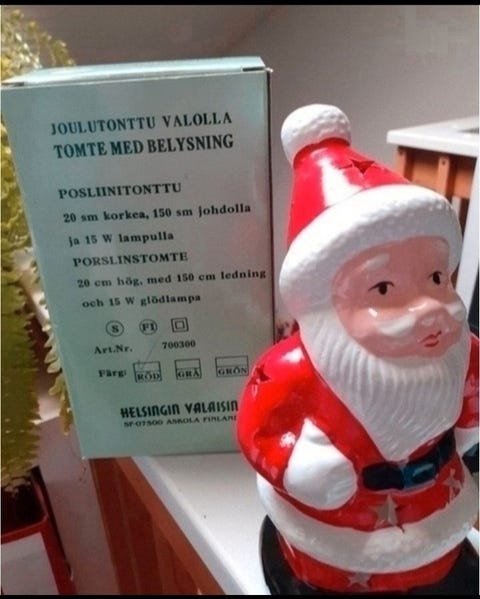 JOULUTONTTU VALOLLA
TOMTE MED BELYSNING
POSLIINITONTTU
20 sm korkea, 150 sm johdolla
ja 15 W lampulla
PORSLINSTOMTE
20 cm hög, med 150 cm ledning
och 15 W glödlampa
S FI
Art.Nr. 700300
Färg: RÖD GRÅ GRÖN
HELSINGIN VALAISIN
SF-07500 ASKOLA FINLAND